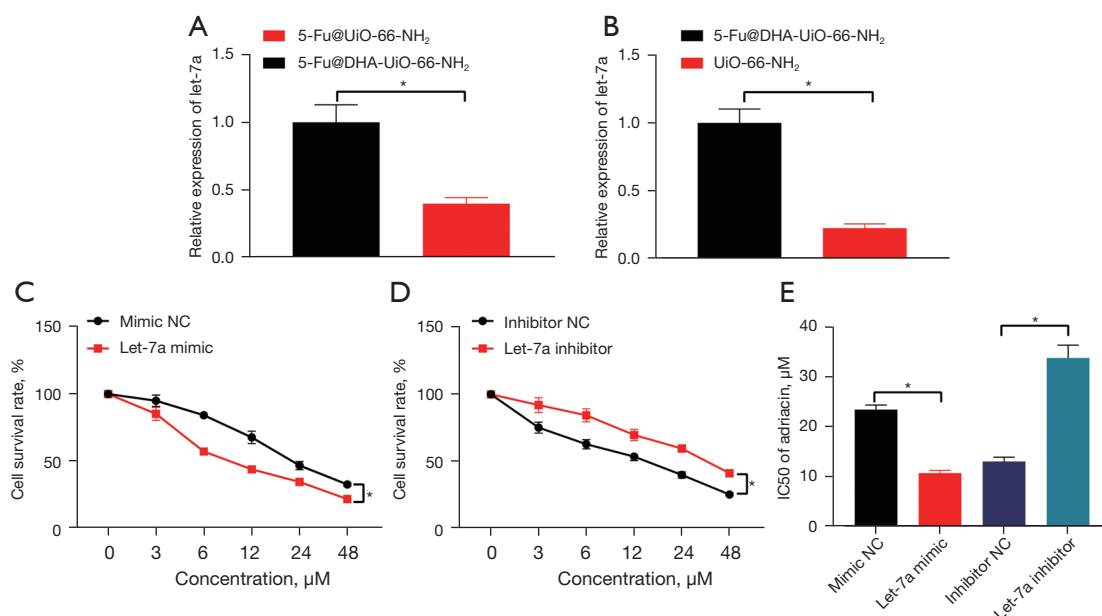 A
5-Fu@UiO-66-NH₂
5-Fu@DHA-UiO-66-NH₂
Relative expression of let-7a
1.5
1.0
0.5
0.0
*
B
5-Fu@DHA-UiO-66-NH₂
UiO-66-NH₂
Relative expression of let-7a
1.5
1.0
0.5
0.0
*
C
Mimic NC
Let-7a mimic
Cell survival rate, %
150
100
50
0
*
0 3 6 12 24 48
Concentration, μM
D
Inhibitor NC
Let-7a inhibitor
Cell survival rate, %
150
100
50
0
*
0 3 6 12 24 48
Concentration, μM
E
IC50 of adriacin, μM
40
30
20
10
0
*
*
Mimic NC
Let-7a mimic
Inhibitor NC
Let-7a inhibitor